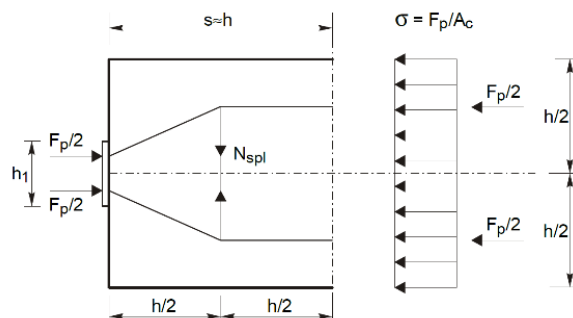 s≈h
σ = Fp/Ac
Fp/2
h/2
Fp/2
Nspl
h1
Fp/2
Fp/2
h/2
h/2
h/2